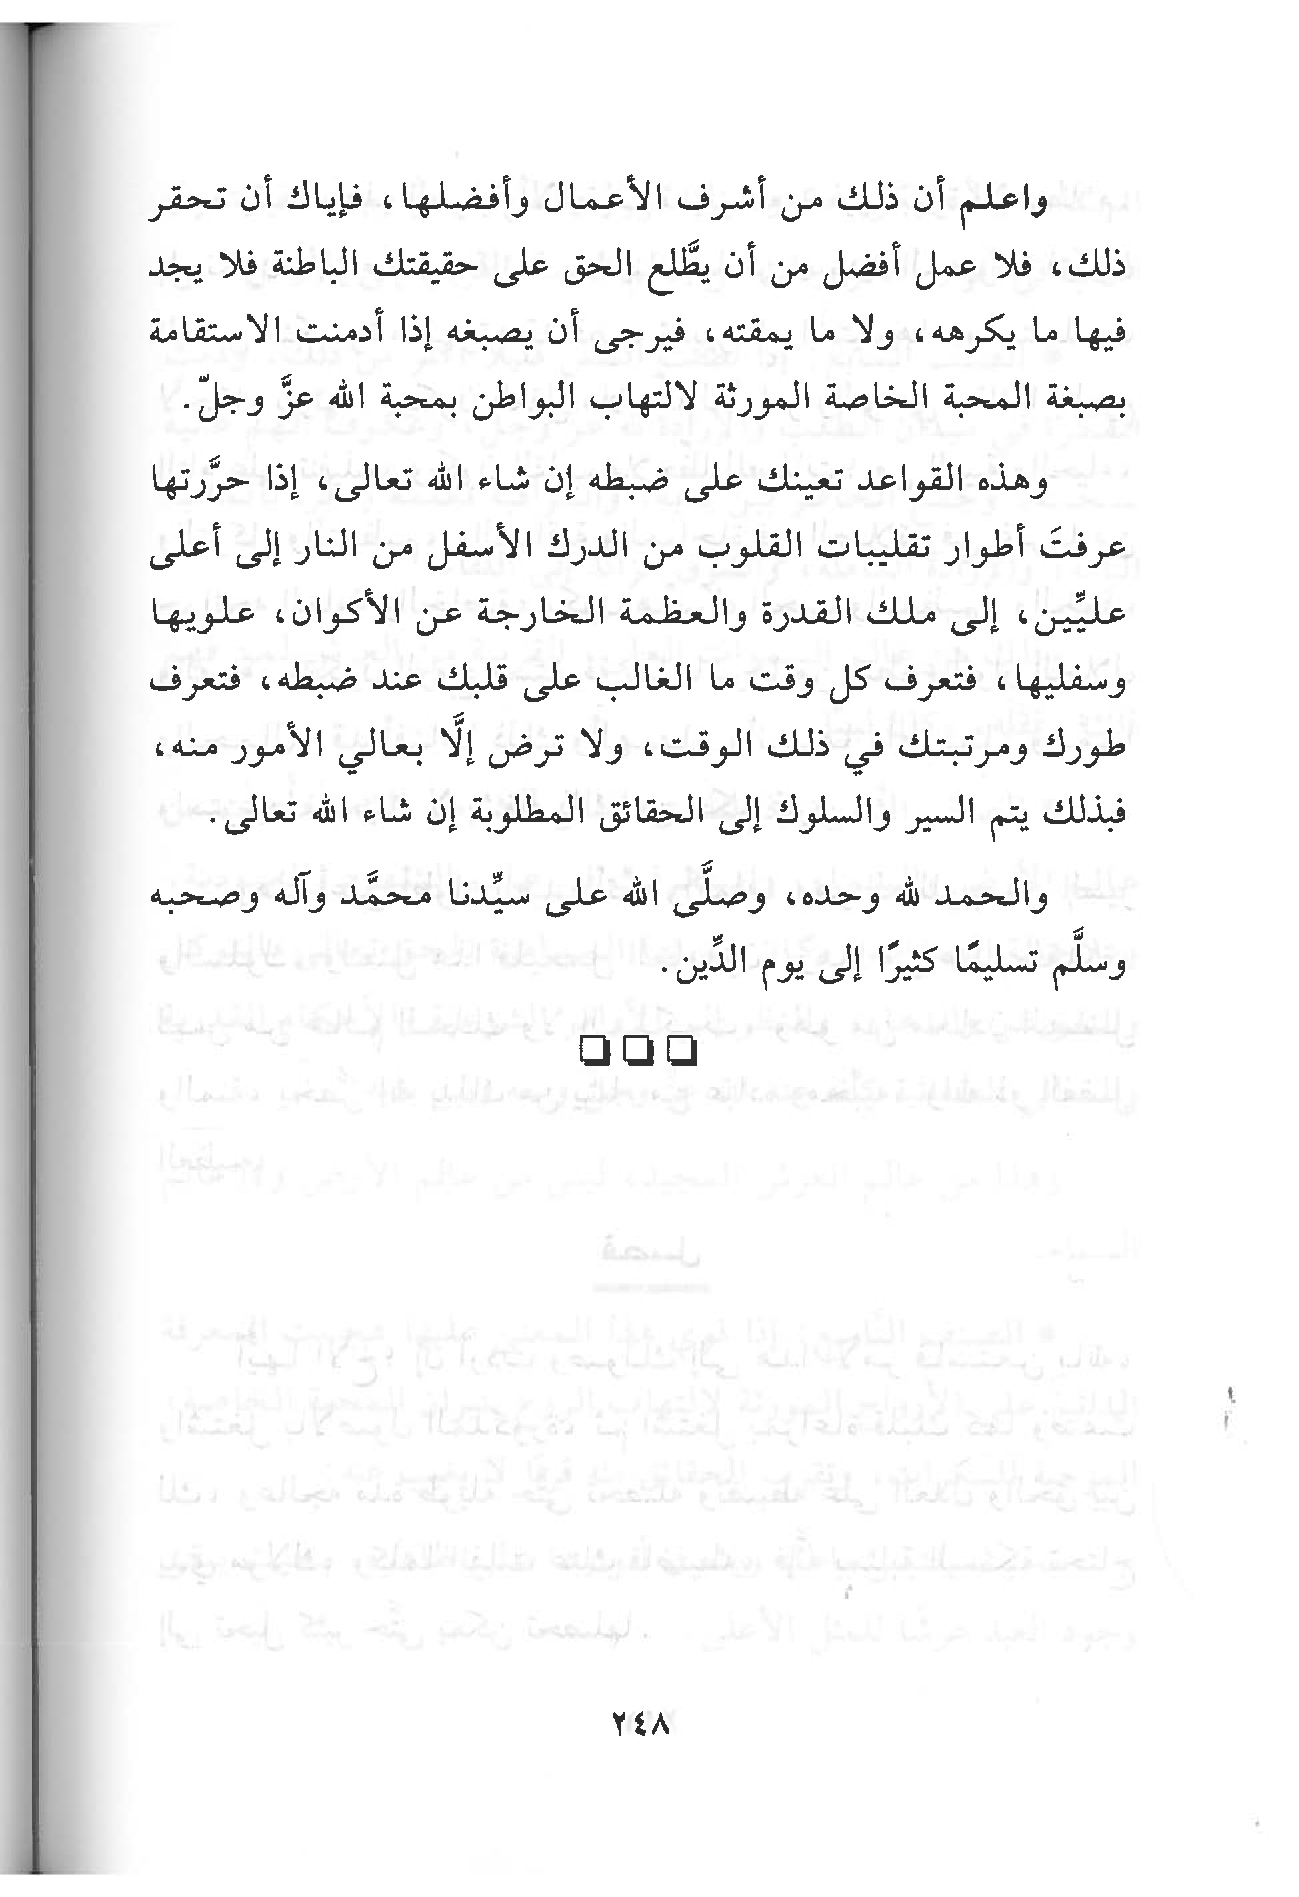 واعلم أن ذلك من أشرف الأعمال وأفضلها، فإياك أن تحقر
ذلك، فلا عمل أفضل من أن يطَّلع الحق على حقيقتك الباطنة فلا يجد
فيها ما يكرهه، ولا ما يمقته، فيرجى أن يصبغه إذا أدمنت الاستقامة
بصبغة المحبة الخاصة المورثة لالتهاب البواطن بمحبة الله عزَّ وجلّ.
وهذه القواعد تعينك على ضبطه إن شاء الله تعالى، إذا حرَّرتها
عرفتَ أطوار تقليبات القلوب من الدرك الأسفل من النار إلى أعلى
عليِّين، إلى ملك القدرة والعظمة الخارجة عن الأكوان، علويها
وسفليها، فتعرف كل وقت ما الغالب على قلبك عند ضبطه، فتعرف
طورك ومرتبتك في ذلك الوقت، ولا ترض إلَّا بعالي الأمور منه،
فبذلك يتم السير والسلوك إلى الحقائق المطلوبة إن شاء الله تعالى.
والحمد لله وحده، وصلَّى الله على سيِّدنا محمَّد وآله وصحبه
وسلَّم تسليمًا كثيرًا إلى يوم الدِّين.
٢٤٨